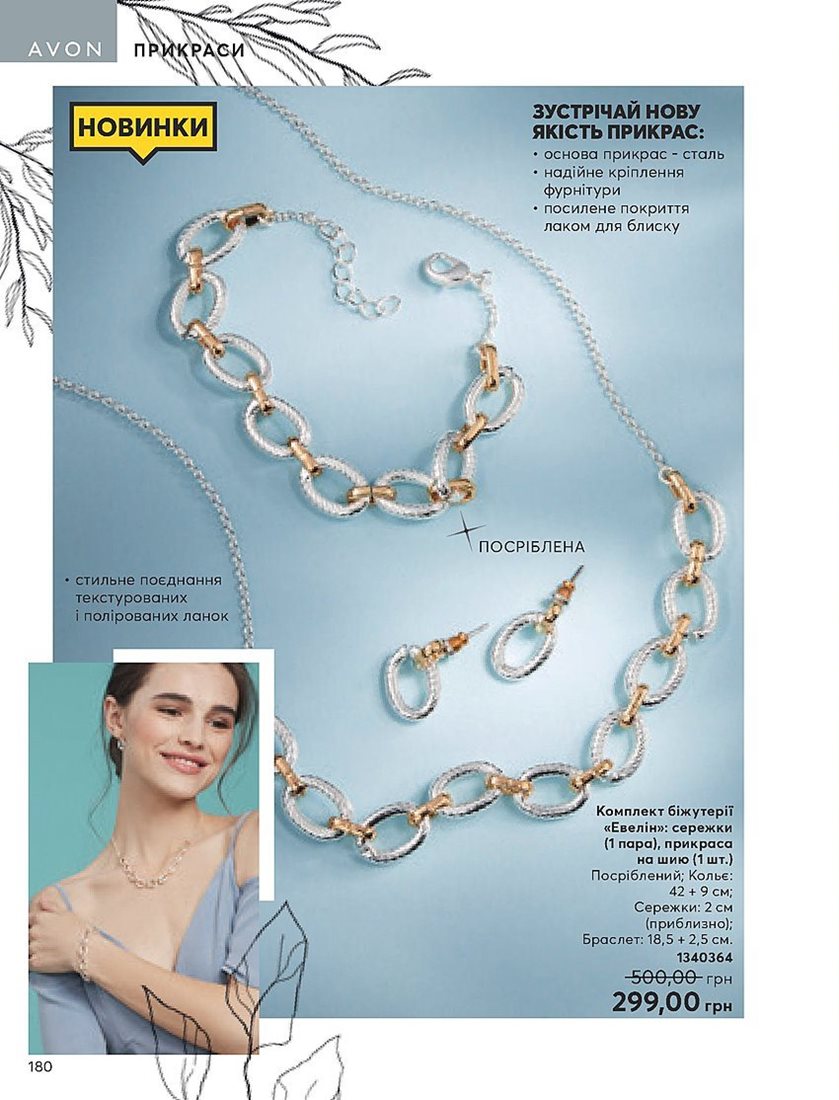 AVON ПРИКРАСИ
НОВИНКИ
ЗУСТРІЧАЙ НОВУ
ЯКІСТЬ ПРИКРАС:
• основа прикрас - сталь
• надійне кріплення
фурнітури
• посилене покриття
лаком для блиску
ПОСРІБЛЕНА
• стильне поєднання
текстурованих
і полірованих ланок
Комплект біжутерії
«Евелін»: сережки
(1 пара), прикраса
на шию (1 шт.)
Посріблений; Кольє:
42 + 9 см;
Сережки: 2 см
(приблизно);
Браслет: 18,5 + 2,5 см.
1340364
500,00 грн
299,00 грн
180